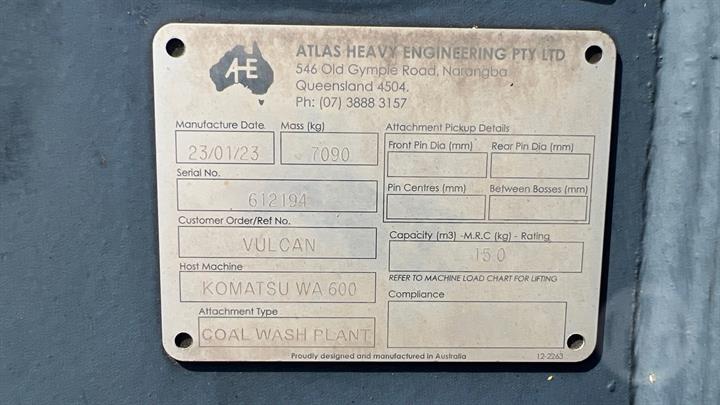 AHE
ATLAS HEAVY ENGINEERING PTY LTD
546 Old Gympie Road, Narangba
Queensland 4504.
Ph: (07) 3888 3157
Manufacture Date
23/01/23
Mass (kg)
7090
Serial No.
612194
Customer Order/Ref No.
VULCAN
Host Machine
KOMATSU WA 600
Attachment Type
COAL WASH PLANT
Attachment Pickup Details
Front Pin Dia (mm)
Rear Pin Dia (mm)
Pin Centres (mm)
Between Bosses (mm)
Capacity (m3) -M.R.C (kg) - Rating
15.0
REFER TO MACHINE LOAD CHART FOR LIFTING
Compliance
Proudly designed and manufactured in Australia
12-2263